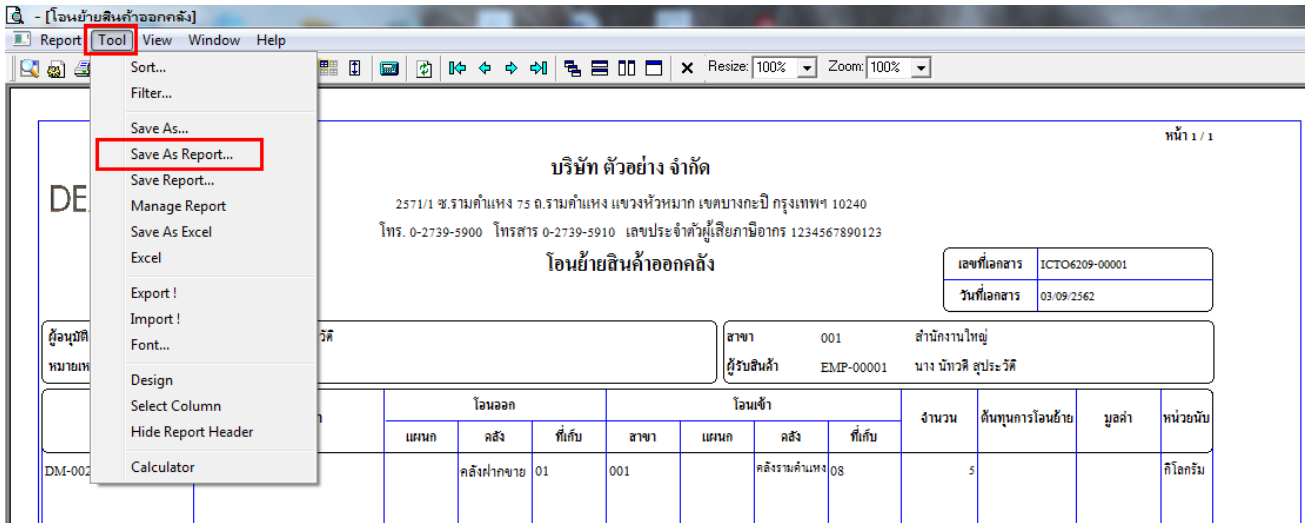 - [โอนย้ายสินค้าออกคลัง]
Report Tool View Window Help
Resize: 100% Zoom: 100%
Sort...
Filter...
Save As...
Save As Report...
Save Report...
Manage Report
Save As Excel
Excel
Export !
Import !
Font...
Design
Select Column
Hide Report Header
Calculator
หน้า 1 / 1
บริษัท ตัวอย่าง จำกัด
DE
2571/1 ซ.รามคำแหง 75 ถ.รามคำแหง แขวงหัวหมาก เขตบางกะปิ กรุงเทพฯ 10240
โทร. 0-2739-5900 โทรสาร 0-2739-5910 เลขประจำตัวผู้เสียภาษีอากร 1234567890123
โอนย้ายสินค้าออกคลัง
เลขที่เอกสาร ICTO6209-00001
วันที่เอกสาร 03/09/2562
ผู้อนุมัติ วัติ สาขา 001 สำนักงานใหญ่
หมายเห ผู้รับสินค้า EMP-00001 นาง นัทวดี สุประวัติ
โอนออก โอนเข้า จำนวน ต้นทุนการโอนย้าย มูลค่า หน่วยนับ
แผนก คลัง ที่เก็บ สาขา แผนก คลัง ที่เก็บ
DM-002 คลังฝากขาย 01 001 คลังรามคำแหง 08 5 กิโลกรัม